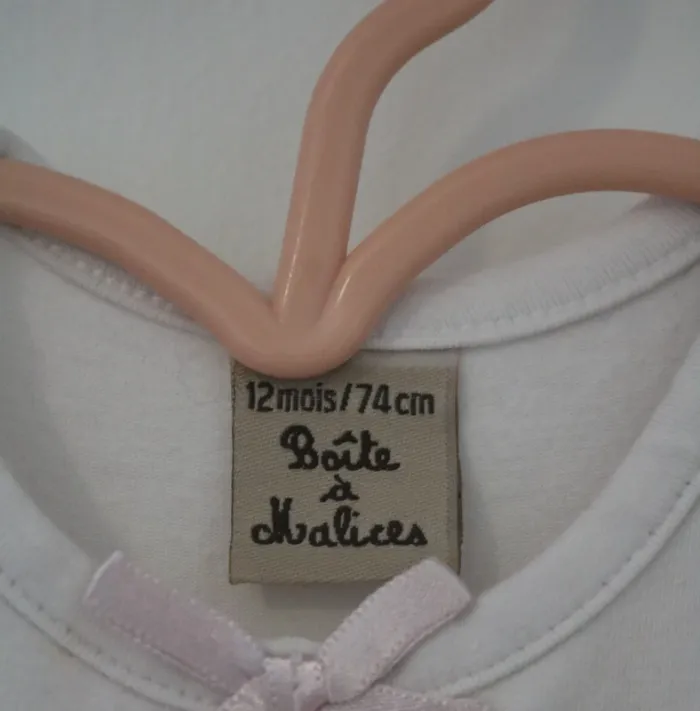 12mois/74cm
Boîte
à
Malices